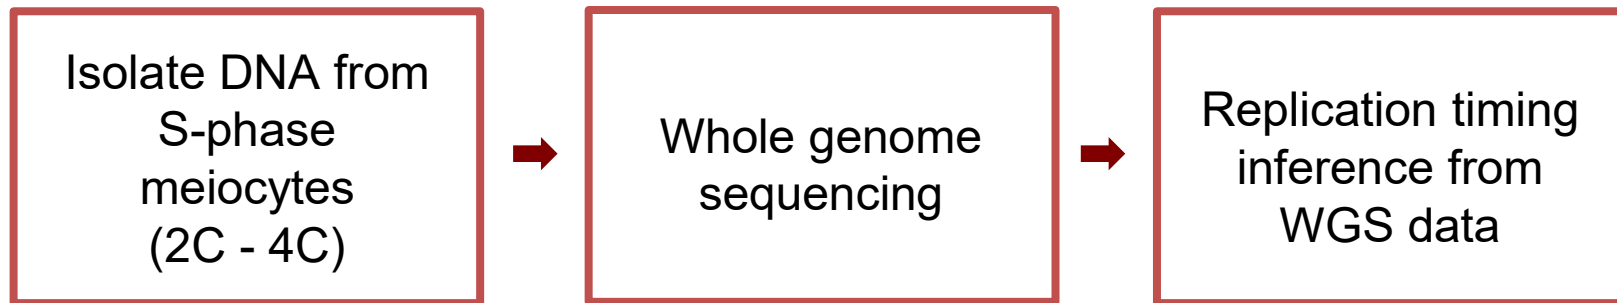 Isolate DNA from
S-phase
meiocytes
(2C - 4C)
Whole genome
sequencing
Replication timing
inference from
WGS data